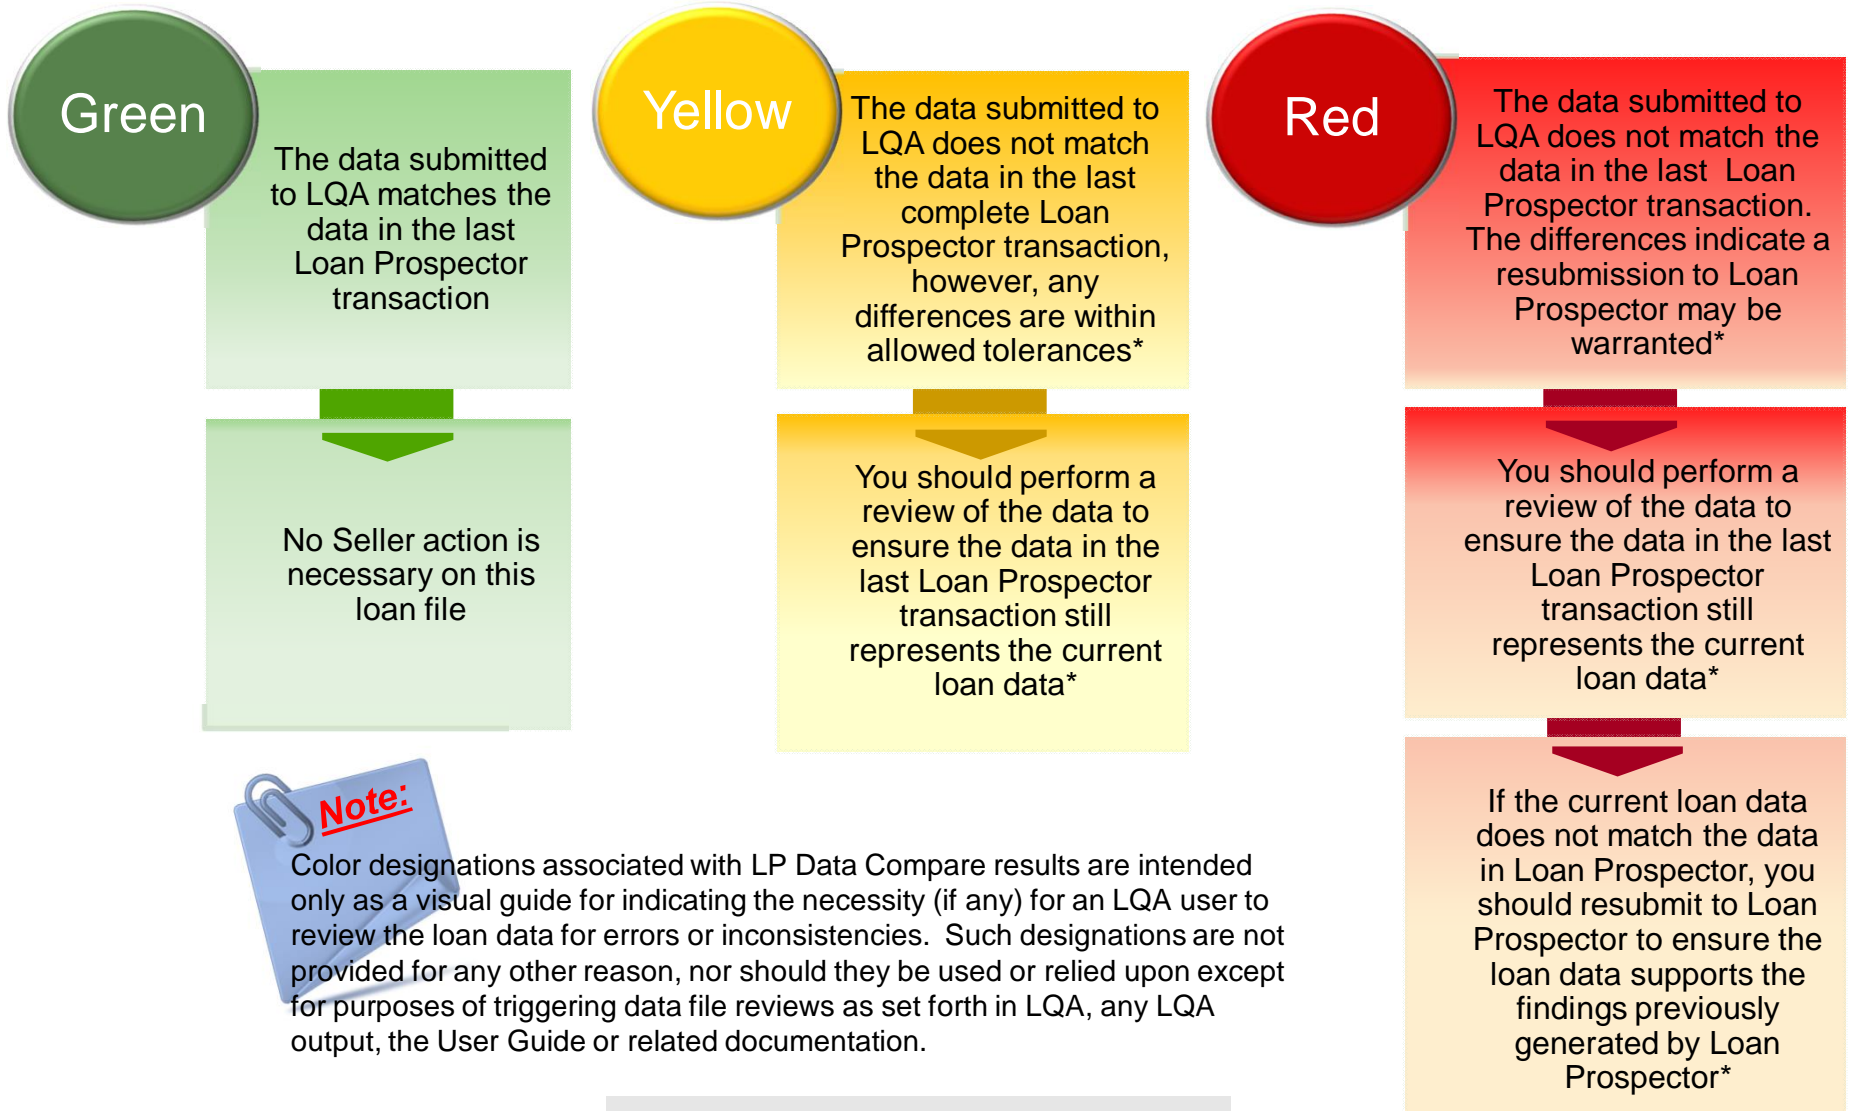 Green
The data submitted
to LQA matches the
data in the last
Loan Prospector
transaction
No Seller action is
necessary on this
loan file
Yellow
The data submitted to
LQA does not match
the data in the last
complete Loan
Prospector transaction,
however, any
differences are within
allowed tolerances*
You should perform a
review of the data to
ensure the data in the
last Loan Prospector
transaction still
represents the current
loan data*
Red
The data submitted to
LQA does not match the
data in the last Loan
Prospector transaction.
The differences indicate a
resubmission to Loan
Prospector may be
warranted*
You should perform a
review of the data to
ensure the data in the last
Loan Prospector
transaction still
represents the current
loan data*
If the current loan data
does not match the data
in Loan Prospector, you
should resubmit to Loan
Prospector to ensure the
loan data supports the
findings previously
generated by Loan
Prospector*
Note:
Color designations associated with LP Data Compare results are intended
only as a visual guide for indicating the necessity (if any) for an LQA user to
review the loan data for errors or inconsistencies. Such designations are not
provided for any other reason, nor should they be used or relied upon except
for purposes of triggering data file reviews as set forth in LQA, any LQA
output, the User Guide or related documentation.